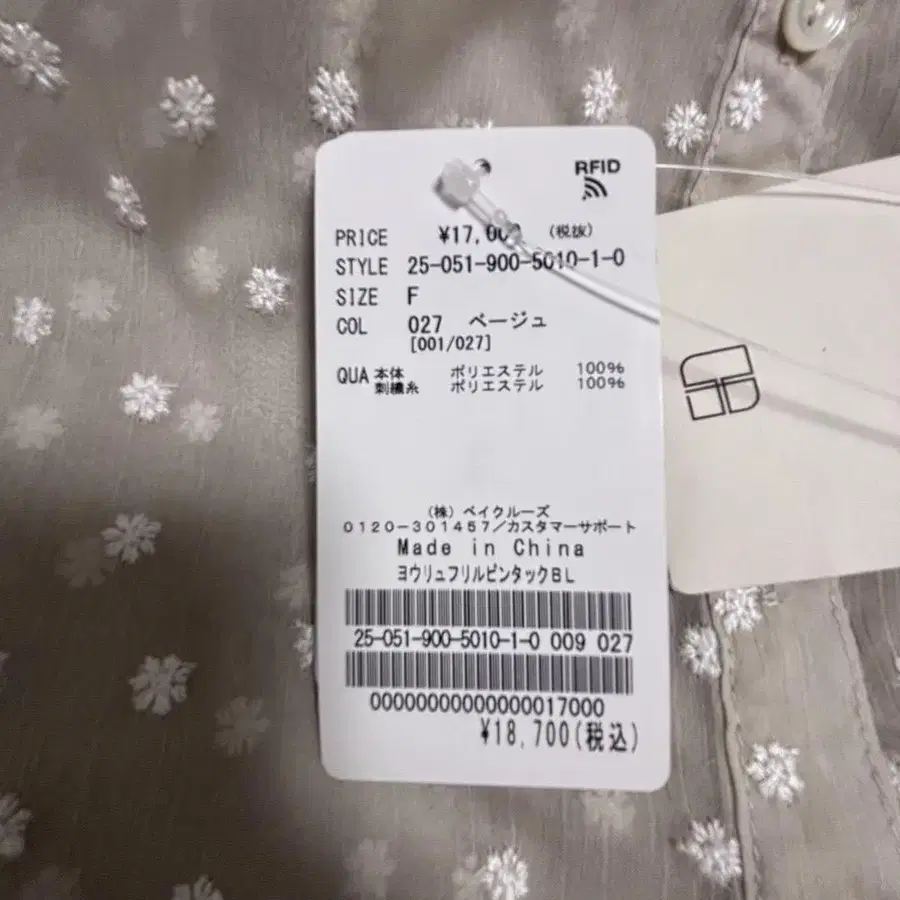 RFID
PRICE ¥17,000 (税抜)
STYLE 25-051-900-5010-1-0
SIZE F
COL 027 ベージュ
[001/027]
QUA 本体 ポリエステル 100%
刺繍糸 ポリエステル 100%
(株) ベイクルーズ
0120-301457/カスタマーサポート
Made in China
ヨウリュフリルピンタックBL
25-051-900-5010-1-0 009 027
00000000000000017000
¥18,700(税込)